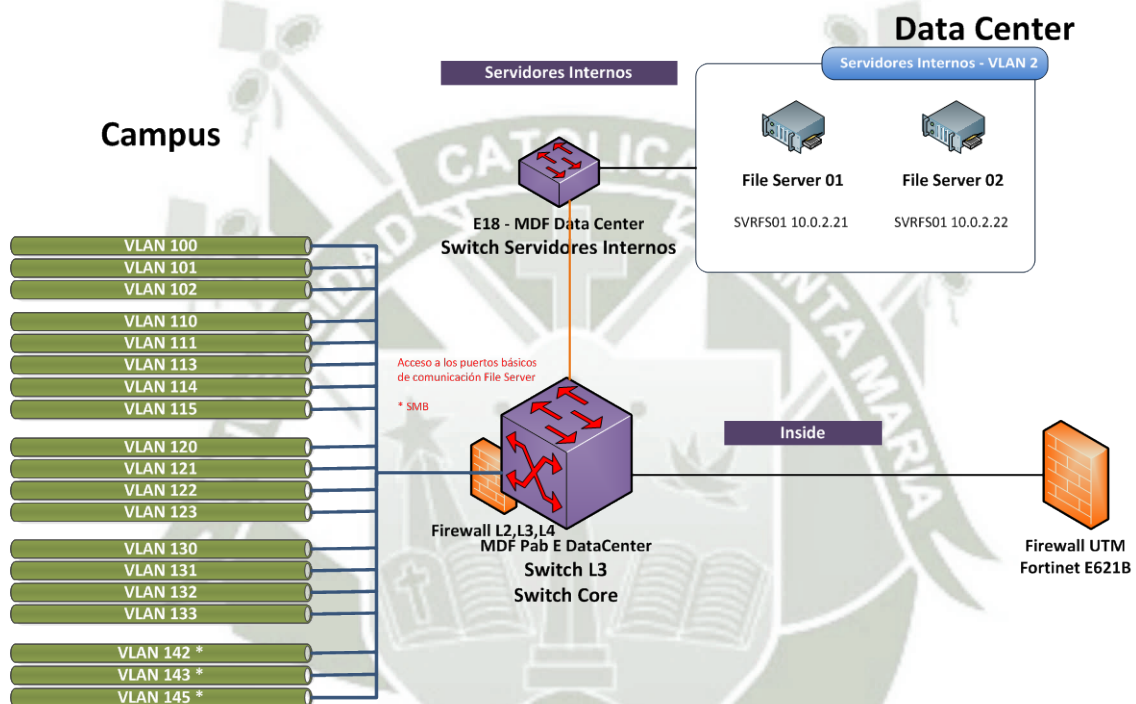 Data Center
Servidores Internos
Servidores Internos - VLAN 2
Campus
File Server 01
File Server 02
SVRFS01 10.0.2.21
SVRFS01 10.0.2.22
E18 - MDF Data Center
Switch Servidores Internos
VLAN 100
VLAN 101
VLAN 102
VLAN 110
VLAN 111
VLAN 113
VLAN 114
VLAN 115
VLAN 120
VLAN 121
VLAN 122
VLAN 123
VLAN 130
VLAN 131
VLAN 132
VLAN 133
VLAN 142 *
VLAN 143 *
VLAN 145 *
Acceso a los puertos básicos
de comunicación File Server
* SMB
Inside
Firewall L2,L3,L4
MDF Pab E DataCenter
Switch L3
Switch Core
Firewall UTM
Fortinet E621B
CATOLICA
MARIA